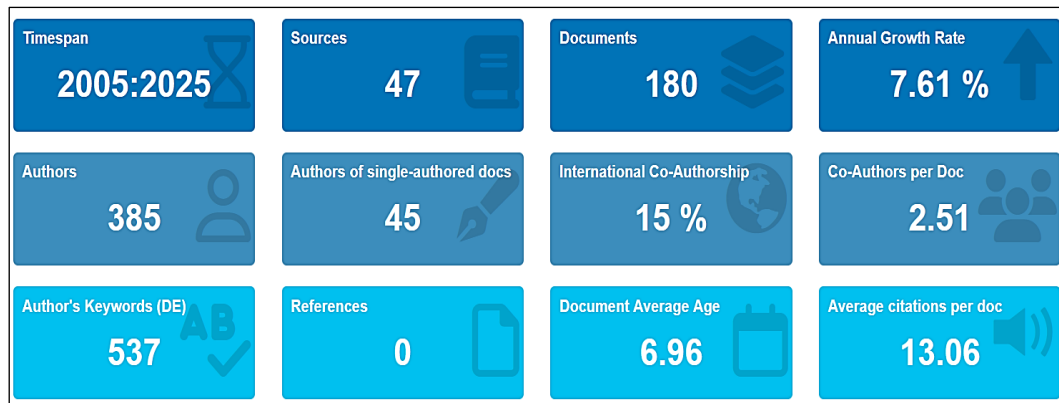 Timespan
2005:2025
Sources
47
Documents
180
Annual Growth Rate
7.61 %
Authors
385
Authors of single-authored docs
45
International Co-Authorship
15 %
Co-Authors per Doc
2.51
Author's Keywords (DE)
AB
537
References
0
Document Average Age
6.96
Average citations per doc
13.06